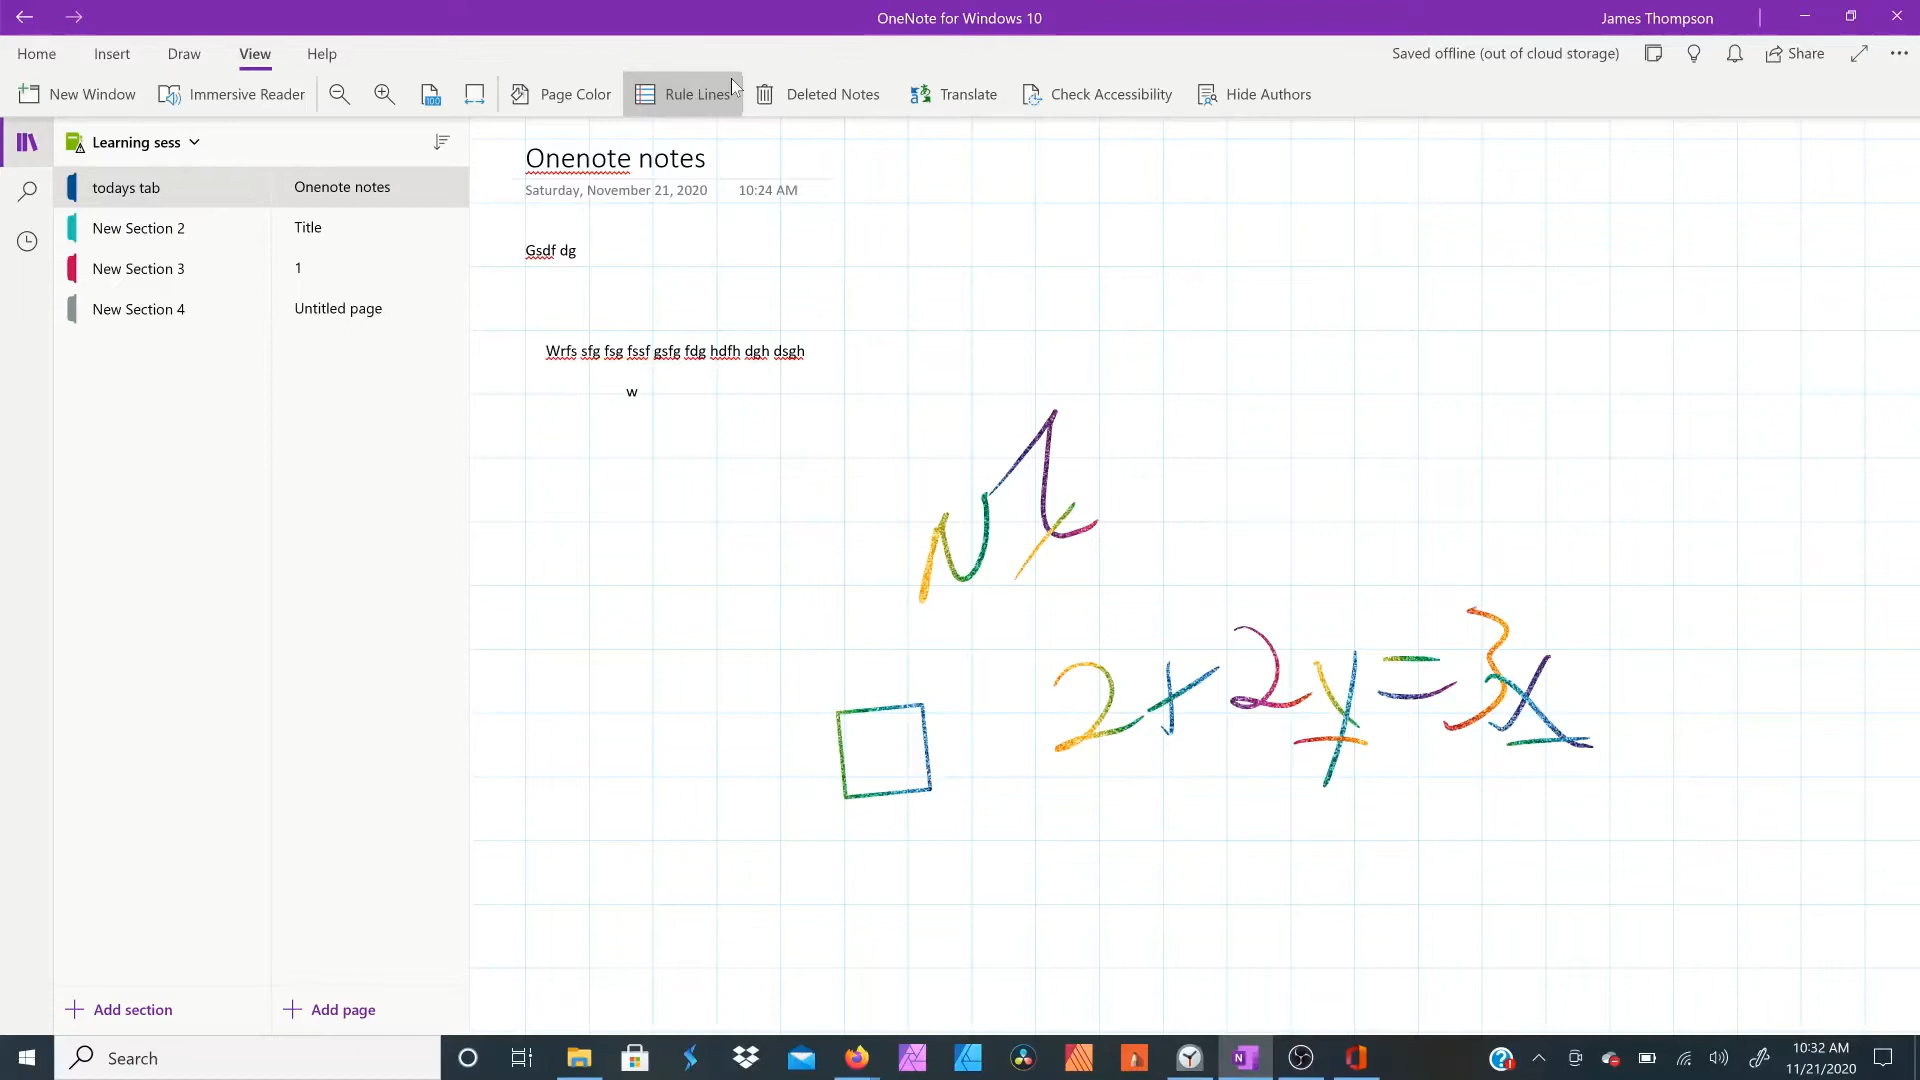 OneNote for Windows 10
James Thompson
Home Insert Draw View Help
Saved offline (out of cloud storage)
Share
New Window Immersive Reader
100
Page Color Rule Lines Deleted Notes Translate Check Accessibility Hide Authors
Learning sess
todays tab
New Section 2
New Section 3
New Section 4
Onenote notes
Title
1
Untitled page
Onenote notes
Saturday, November 21, 2020 10:24 AM
Gsdf dg
Wrfs sfg fsg fssf gsfg fdg hdfh dgh dsgh
w
2+2y=3x
Add section
Add page
Search
10:32 AM
11/21/2020